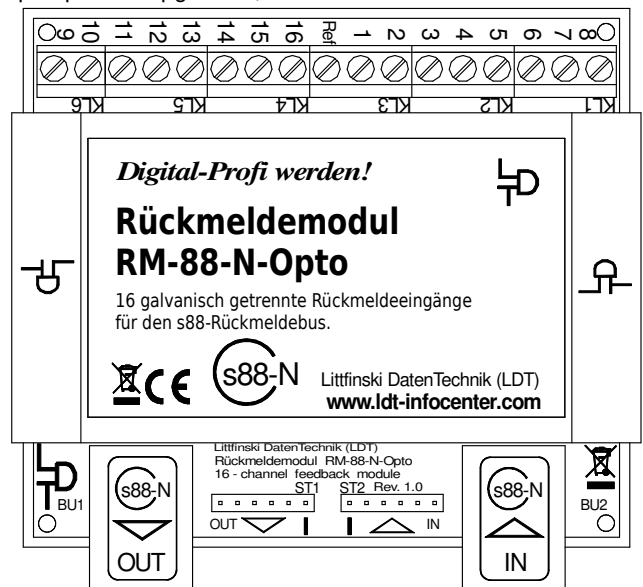 9 10 11 12 13 14 15 16 Ref 1 2 3 4 5 6 7 8
KL6 KL5 KL4 KL3 KL2 KL1
Digital-Profi werden!
LDT
Rückmeldemodul
RM-88-N-Opto
16 galvanisch getrennte Rückmeldeeingänge
für den s88-Rückmeldebus.
CE s88-N
Littfinski DatenTechnik (LDT)
www.ldt-infocenter.com
Littfinski DatenTechnik (LDT)
Rückmeldemodul RM-88-N-Opto
16 - channel feedback module
ST1 ST2 Rev. 1.0
BU1
s88-N
OUT
OUT IN
s88-N
IN
BU2